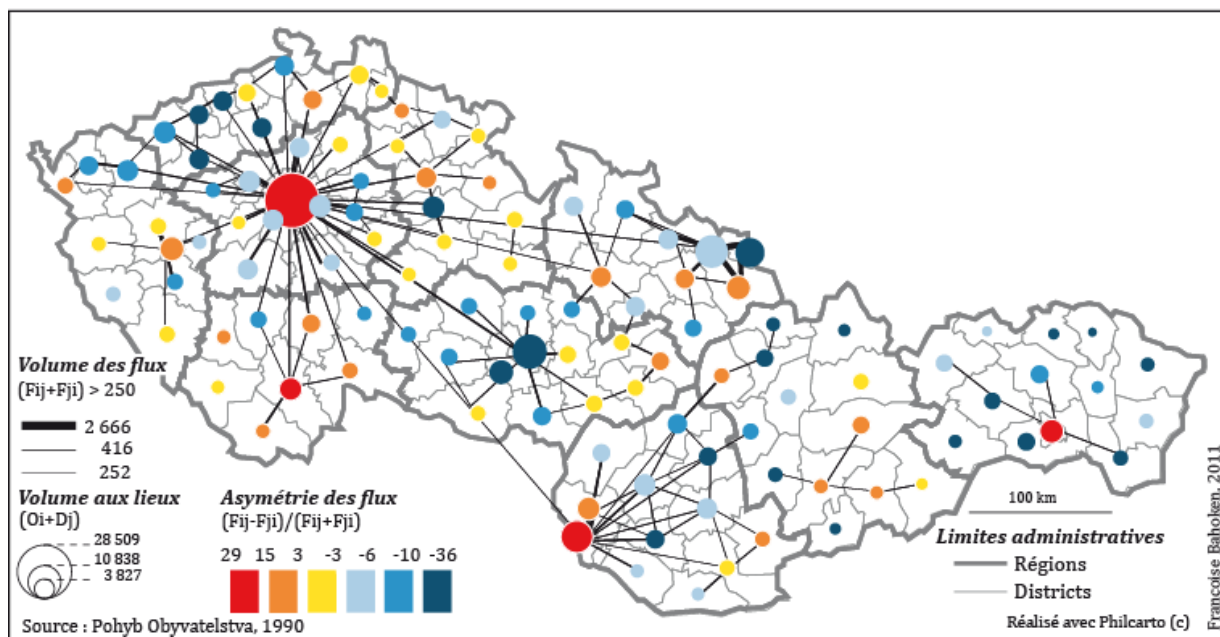 Volume des flux
(Fij+Fji) > 250
2 666
416
252
Volume aux lieux
(Oi+Dj)
28 509
10 838
3 827
Asymétrie des flux
(Fij-Fji)/(Fij+Fji)
29 15 3 -3 -6 -10 -36
Source : Pohyb Obyvatelstva, 1990
100 km
Limites administratives
Régions
Districts
Réalisé avec Philcarto (c)
Françoise Bahoken, 2011